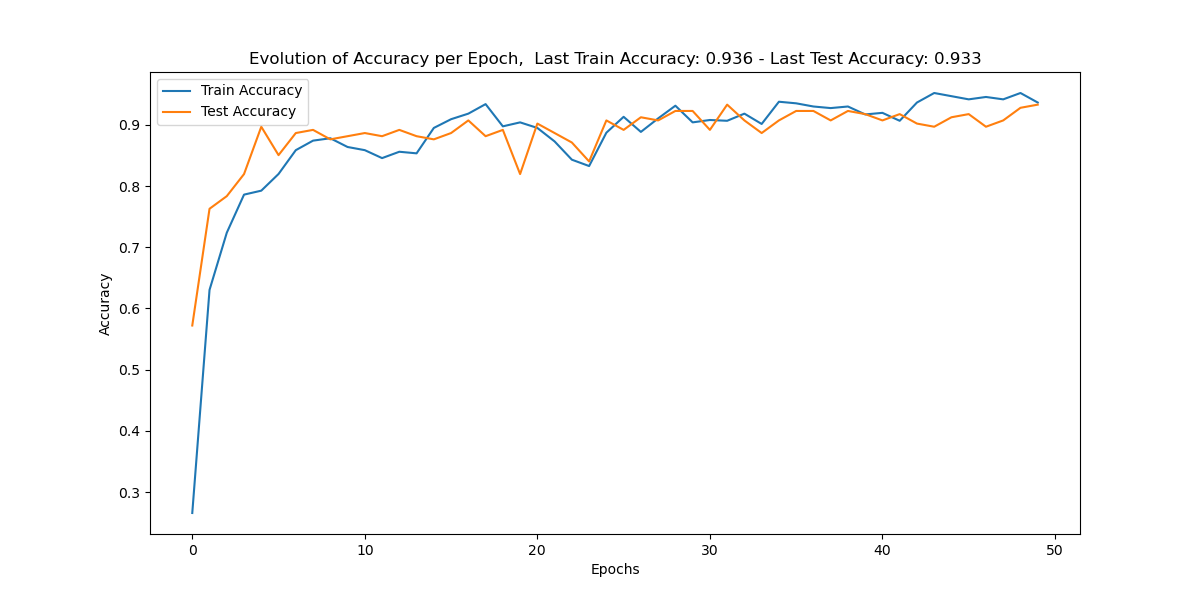 Evolution of Accuracy per Epoch,  Last Train Accuracy: 0.936 - Last Test Accuracy: 0.933
Train Accuracy
Test Accuracy
0.9
0.8
0.7
0.6
0.5
0.4
0.3
Accuracy
0 10 20 30 40 50
Epochs